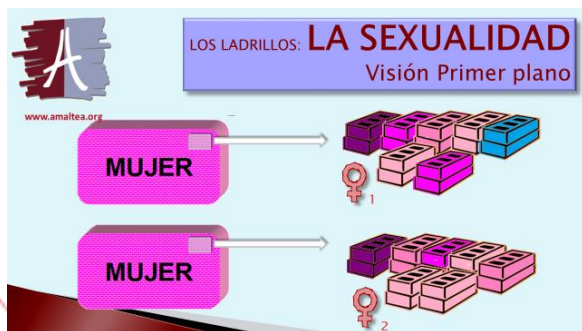 LOS LADRILLOS: LA SEXUALIDAD
Visión Primer plano
A
www.amaltea.org
MUJER
1
MUJER
2